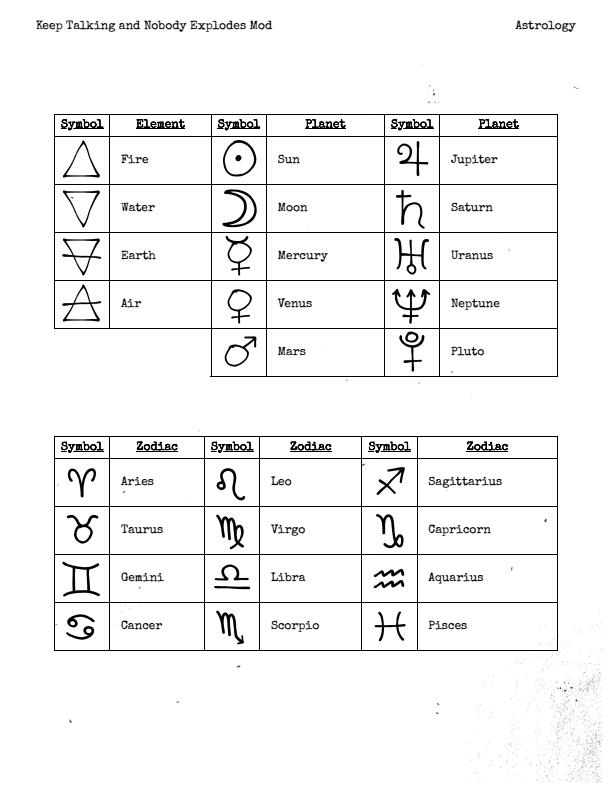 Keep Talking and Nobody Explodes Mod Astrology
Symbol Element Symbol Planet Symbol Planet
Fire Sun Jupiter
Water Moon Saturn
Earth Mercury Uranus
Air Venus Neptune
Mars Pluto
Symbol Zodiac Symbol Zodiac Symbol Zodiac
Aries Leo Sagittarius
Taurus Virgo Capricorn
Gemini Libra Aquarius
Cancer Scorpio Pisces